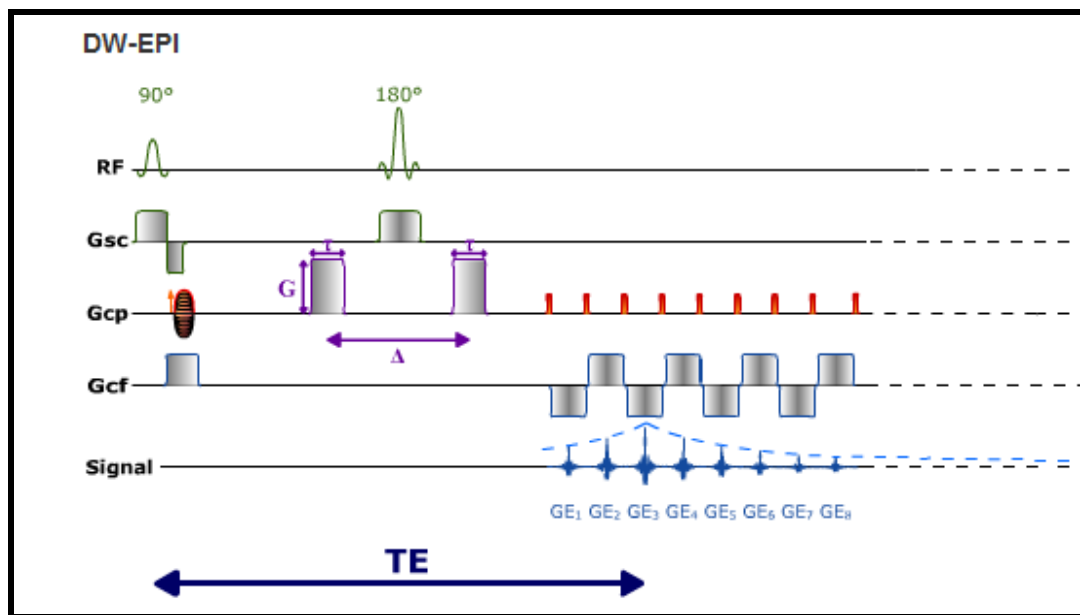 DW-EPI
90° 180°
RF
Gsc
τ τ
G
Gcp
Δ
Gcf
Signal
GE₁ GE₂ GE₃ GE₄ GE₅ GE₆ GE₇ GE₈
TE